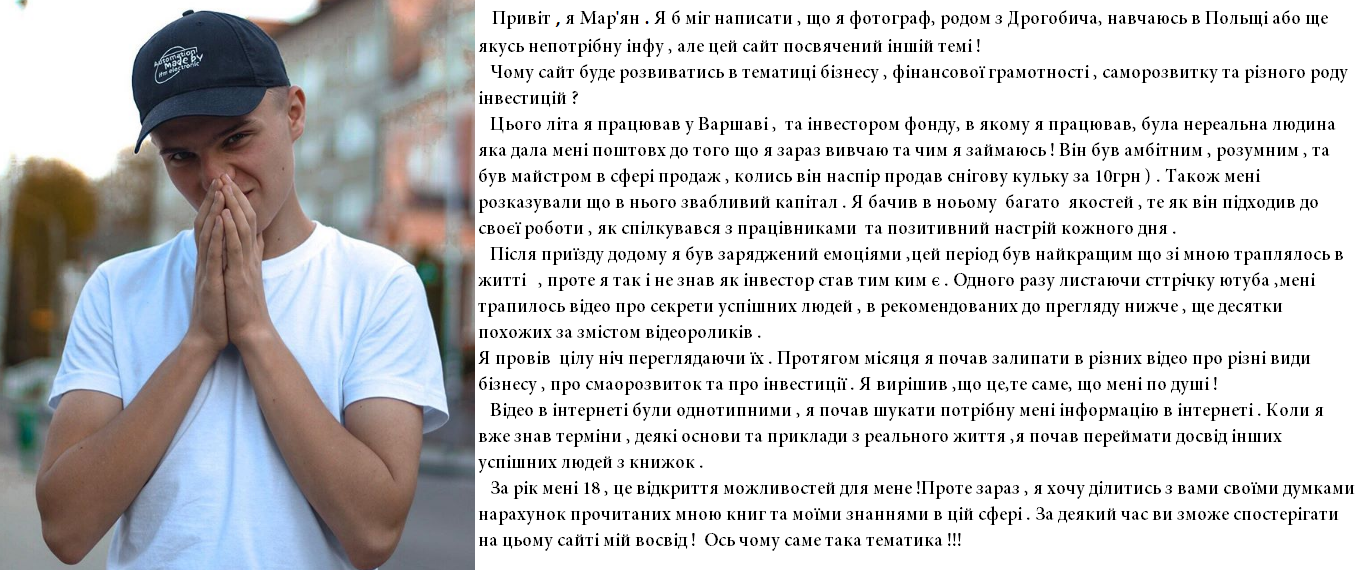 Automation
made by
ifm electronic
Привіт , я Мар'ян . Я б міг написати , що я фотограф, родом з Дрогобича, навчаюсь в Польщі або ще
якусь непотрібну інфу , але цей сайт посвячений іншій темі !
Чому сайт буде розвиватись в тематиці бізнесу , фінансової грамотності , саморозвитку та різного роду
інвестицій ?
Цього літа я працював у Варшаві , та інвестором фонду, в якому я працював, була нереальна людина
яка дала мені поштовх до того що я зараз вивчаю та чим я займаюсь ! Він був амбітним , розумним , та
був майстром в сфері продаж , колись він наспір продав снігову кульку за 10грн ) . Також мені
розказували що в нього звабливий капітал . Я бачив в ноьому багато якостей , те як він підходив до
своєї роботи , як спілкувався з працівниками та позитивний настрій кожного дня .
Після приїзду додому я був заряджений емоціями ,цей період був найкращим що зі мною траплялось в
житті , проте я так і не знав як інвестор став тим ким є . Одного разу листаючи сттрічку ютуба ,мені
трапилось відео про секрети успішних людей , в рекомендованих до прегляду нижче , ще десятки
похожих за змістом відеороликів .
Я провів цілу ніч переглядаючи їх . Протягом місяця я почав залипати в різних відео про різні види
бізнесу , про смаорозвиток та про інвестиції . Я вирішив ,що це,те саме, що мені по душі !
Відео в інтернеті були однотипними , я почав шукати потрібну мені інформацію в інтернеті . Коли я
вже знав терміни , деякі основи та приклади з реального життя ,я почав переймати досвід інших
успішних людей з книжок .
За рік мені 18 , це відкриття можливостей для мене !Проте зараз , я хочу ділитись з вами своїми думками
нарахунок прочитаних мною книг та моїми знаннями в цій сфері . За деякий час ви зможе спостерігати
на цьому сайті мій восвід ! Ось чому саме така тематика !!!